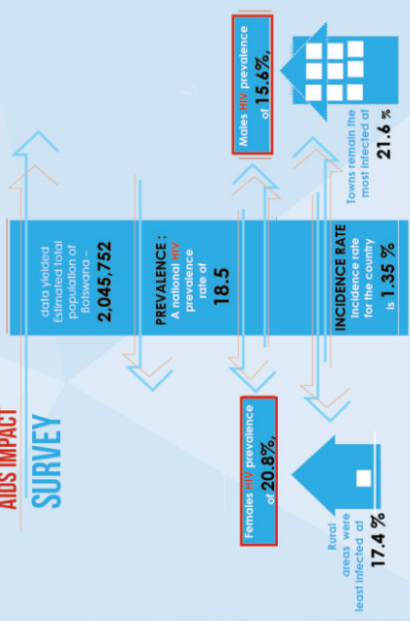 AIDS IMPACT
SURVEY
data yielded
Estimated total
population of
Botswana –
2,045,752
PREVALENCE :
A national HIV
prevalence
rate of
18.5
Females HIV prevalence
of 20.8%,
Males HIV prevalence
of 15.6%,
INCIDENCE RATE
Incidence rate
for the country
is 1.35 %
Rural
areas were
least infected at
17.4 %
Towns remain the
most infected at
21.6 %